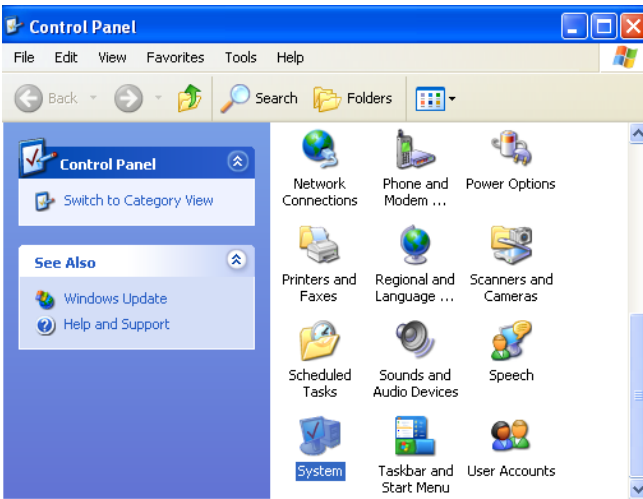 Control Panel
File Edit View Favorites Tools Help
Back Search Folders
Control Panel
Switch to Category View
See Also
Windows Update
Help and Support
Network
Connections
Phone and
Modem ...
Power Options
Printers and
Faxes
Regional and
Language ...
Scanners and
Cameras
Scheduled
Tasks
Sounds and
Audio Devices
Speech
System
Taskbar and
Start Menu
User Accounts